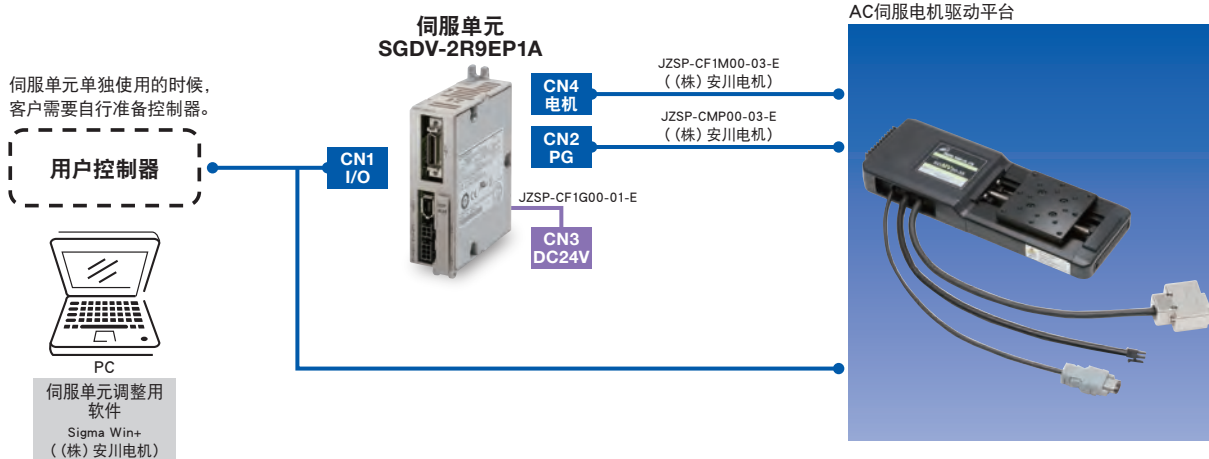 AC伺服电机驱动平台
伺服单元
SGDV-2R9EP1A
伺服单元单独使用的时候，
客户需要自行准备控制器。
用户控制器
CN1
I/O
CN4
电机
JZSP-CF1M00-03-E
（（株）安川电机）
CN2
PG
JZSP-CMP00-03-E
（（株）安川电机）
JZSP-CF1G00-01-E
CN3
DC24V
PC
伺服单元调整用
软件
Sigma Win+
（（株）安川电机）